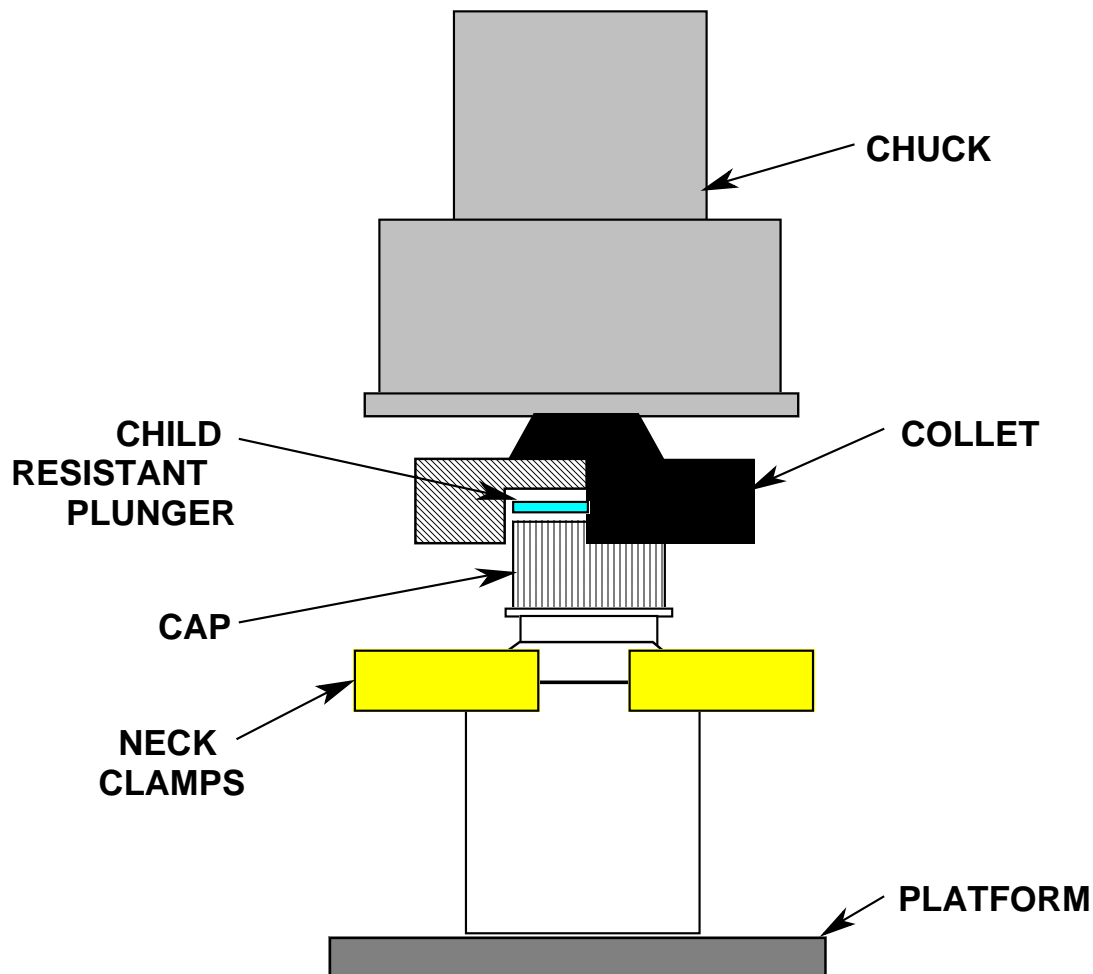 CHUCK
CHILD
RESISTANT
PLUNGER
COLLET
CAP
NECK
CLAMPS
PLATFORM